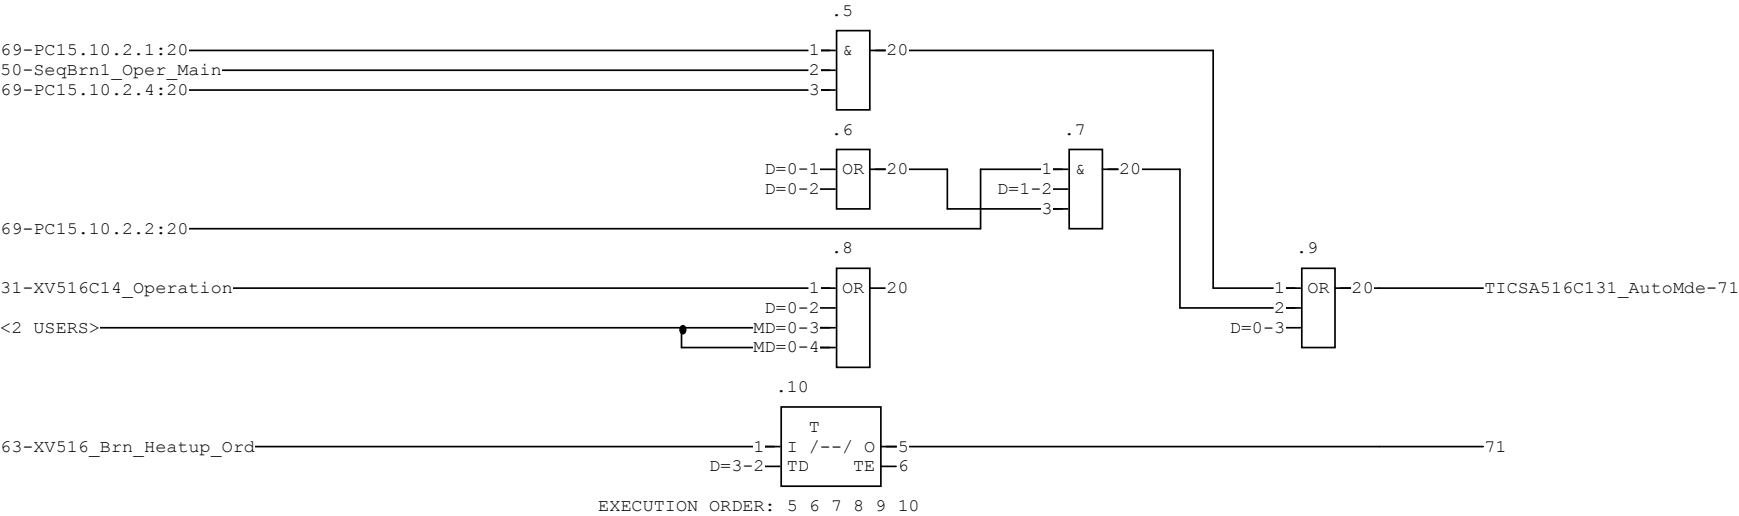 .5
69-PC15.10.2.1:20 1 & 20
50-SeqBrn1_Oper_Main 2
69-PC15.10.2.4:20 3
.6 .7
D=0-1 OR 20 1 & 20
D=0-2 D=1-2
3
69-PC15.10.2.2:20
.8 .9
31-XV516C14_Operation 1 OR 20 1 OR 20 TICSA516C131_AutoMde-71
D=0-2 2
<2 USERS> MD=0-3 D=0-3
MD=0-4
.10
T
63-XV516_Brn_Heatup_Ord 1 I /--/ O 5 71
D=3-2 TD TE 6
EXECUTION ORDER: 5 6 7 8 9 10